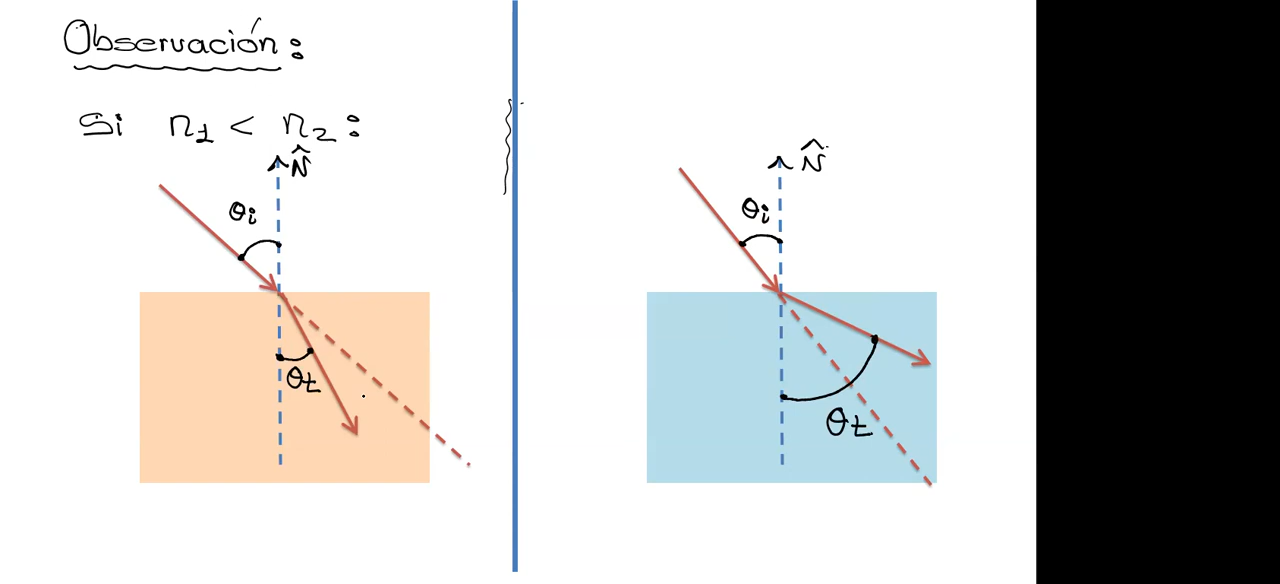 Observación:
Si n₁ < n₂:
N̂
θi
θt
N̂
θi
θt